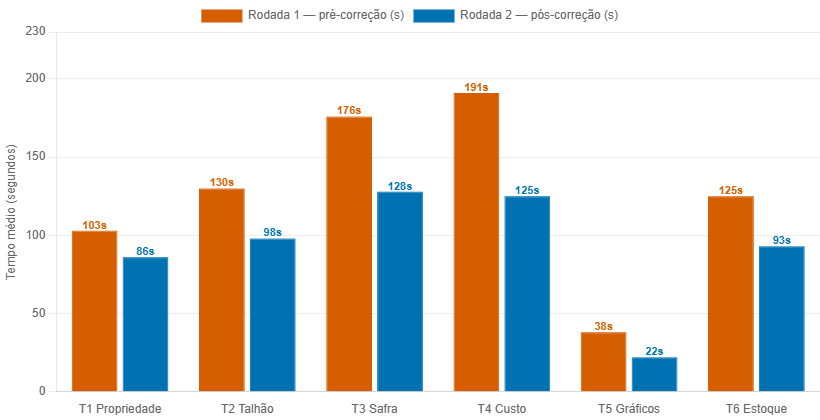 Rodada 1 — pré-correção (s) Rodada 2 — pós-correção (s)
Tempo médio (segundos)
230
200
150
100
50
0
103s 86s
130s 98s
176s 128s
191s 125s
38s 22s
125s 93s
T1 Propriedade T2 Talhão T3 Safra T4 Custo T5 Gráficos T6 Estoque